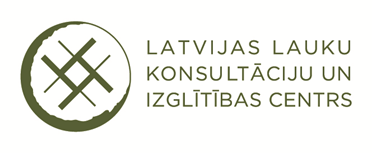 LATVIJAS LAUKU
KONSULTĀCIJU UN
IZGLĪTĪBAS CENTRS